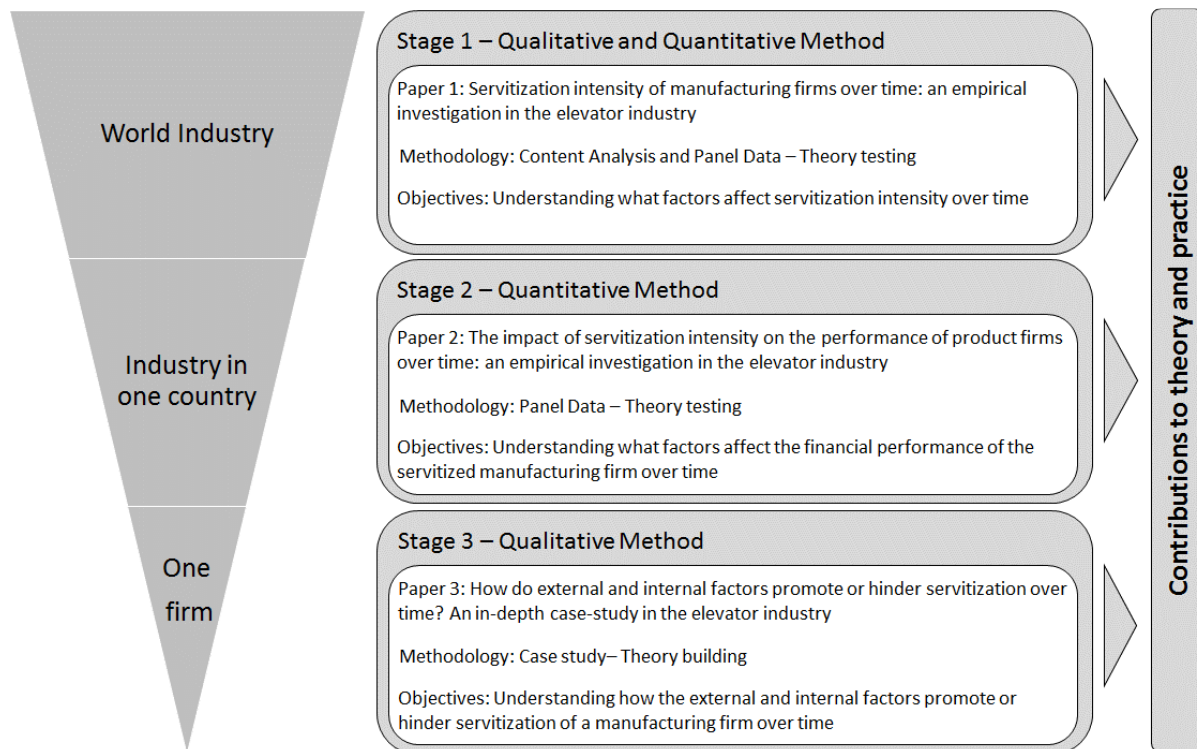 World Industry
Industry in
one country
One
firm
Stage 1 – Qualitative and Quantitative Method
Paper 1: Servitization intensity of manufacturing firms over time: an empirical
investigation in the elevator industry
Methodology: Content Analysis and Panel Data – Theory testing
Objectives: Understanding what factors affect servitization intensity over time
Stage 2 – Quantitative Method
Paper 2: The impact of servitization intensity on the performance of product firms
over time: an empirical investigation in the elevator industry
Methodology: Panel Data – Theory testing
Objectives: Understanding what factors affect the financial performance of the
servitized manufacturing firm over time
Stage 3 – Qualitative Method
Paper 3: How do external and internal factors promote or hinder servitization over
time? An in-depth case-study in the elevator industry
Methodology: Case study– Theory building
Objectives: Understanding how the external and internal factors promote or
hinder servitization of a manufacturing firm over time
Contributions to theory and practice